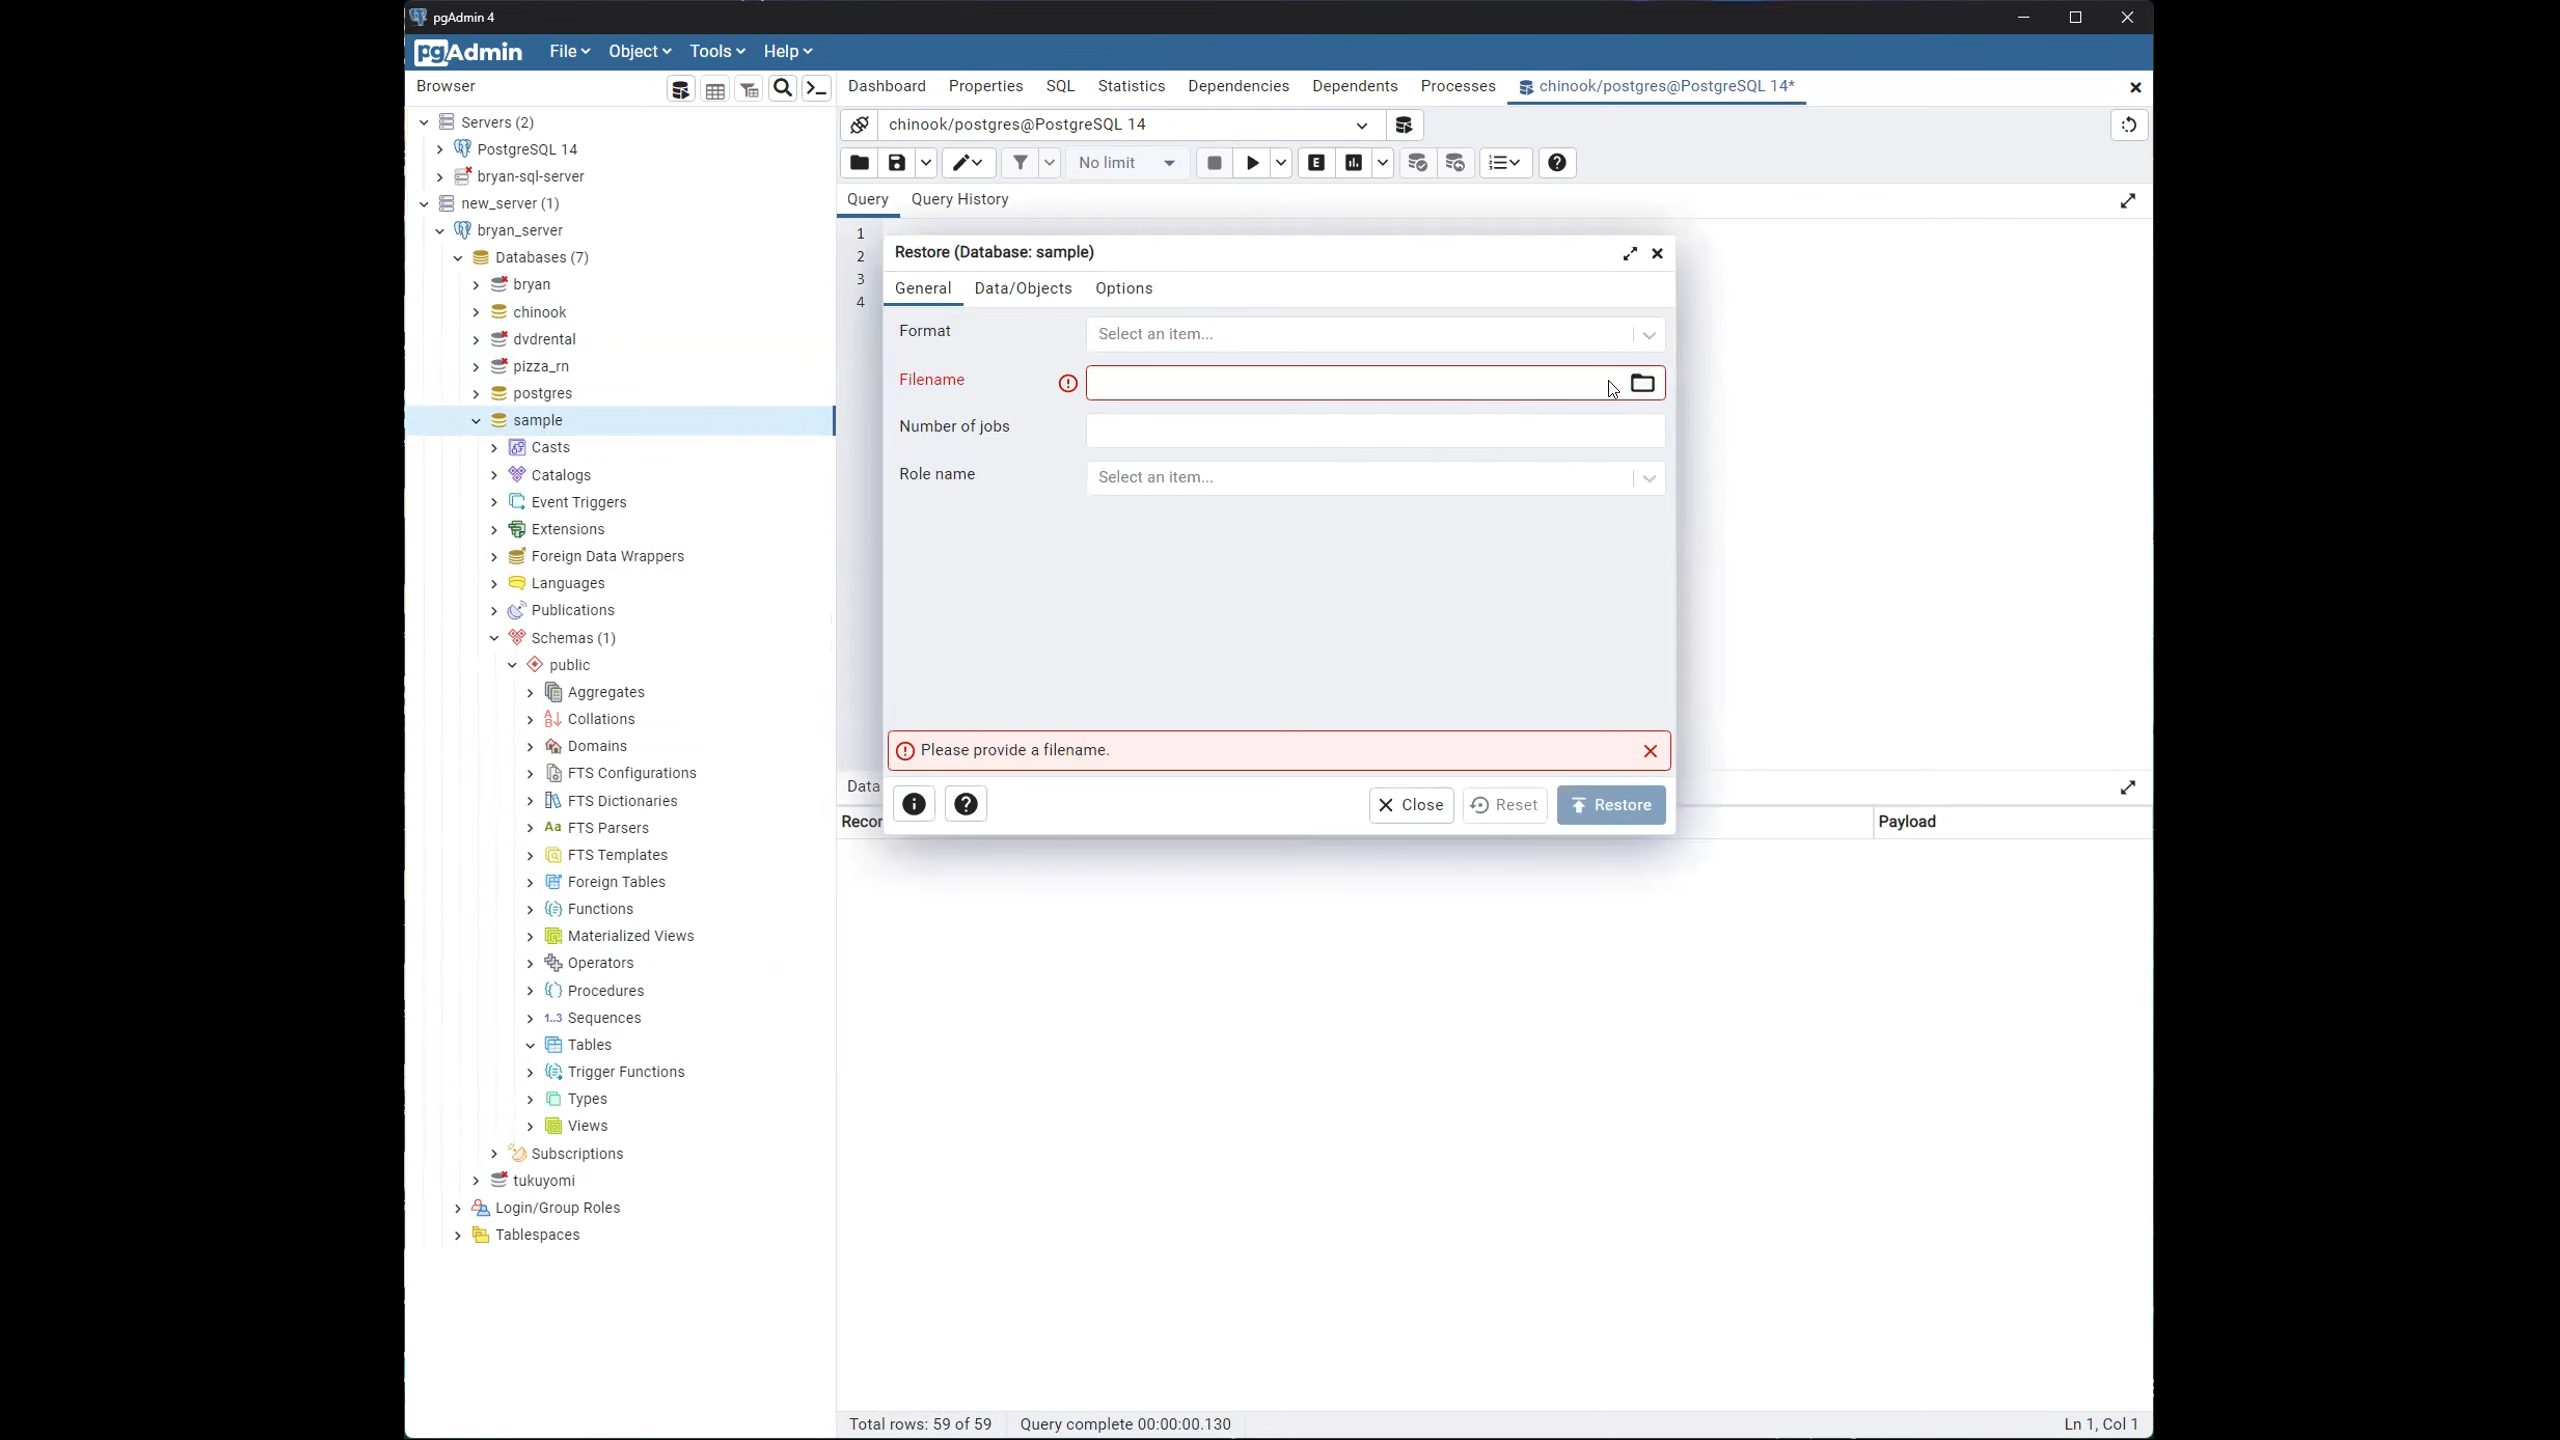 pgAdmin 4
pgAdmin File Object Tools Help
Browser
Dashboard Properties SQL Statistics Dependencies Dependents Processes chinook/postgres@PostgreSQL 14*
chinook/postgres@PostgreSQL 14
No limit
Query Query History
1
2
3
4
Servers (2)
PostgreSQL 14
bryan-sql-server
new_server (1)
bryan_server
Databases (7)
bryan
chinook
dvdrental
pizza_rn
postgres
sample
Casts
Catalogs
Event Triggers
Extensions
Foreign Data Wrappers
Languages
Publications
Schemas (1)
public
Aggregates
Collations
Domains
FTS Configurations
FTS Dictionaries
FTS Parsers
FTS Templates
Foreign Tables
Functions
Materialized Views
Operators
Procedures
Sequences
Tables
Trigger Functions
Types
Views
Subscriptions
tukuyomi
Login/Group Roles
Tablespaces
Restore (Database: sample)
General Data/Objects Options
Format Select an item...
Filename
Number of jobs
Role name Select an item...
Please provide a filename.
Close Reset Restore
Data
Recor Payload
Total rows: 59 of 59 Query complete 00:00:00.130 Ln 1, Col 1